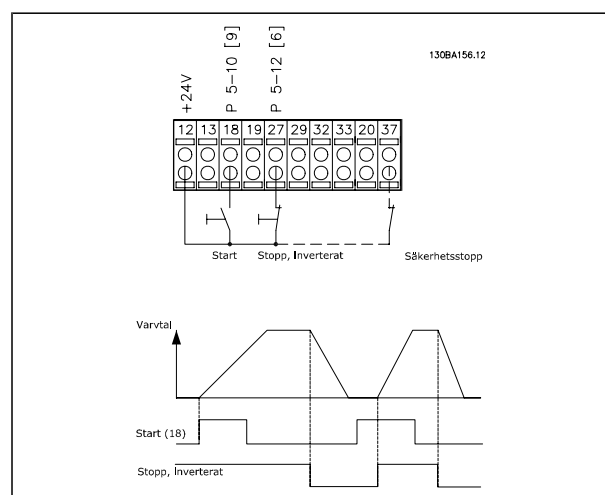 130BA156.12
+24V
P 5-10 [9]
P 5-12 [6]
12 13 18 19 27 29 32 33 20 37
Start
Stopp, Inverterat
Säkerhetsstopp
Varvtal
Start (18)
Stopp, Inverterat